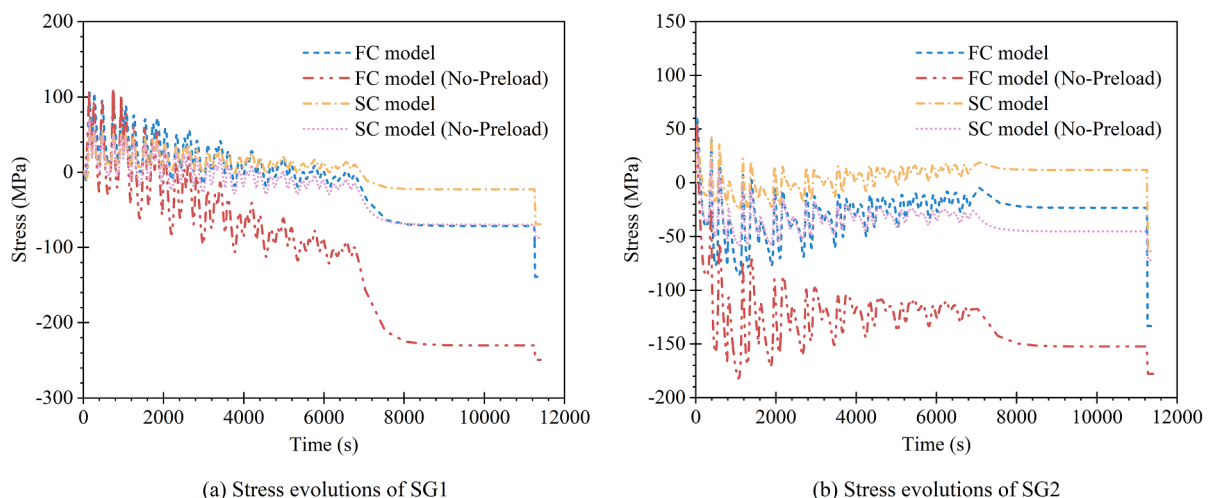 200
100
0
-100
-200
-300
Stress (MPa)
FC model
FC model (No-Preload)
SC model
SC model (No-Preload)
0 2000 4000 6000 8000 10000 12000
Time (s)
(a) Stress evolutions of SG1
150
100
50
0
-50
-100
-150
-200
Stress (MPa)
FC model
FC model (No-Preload)
SC model
SC model (No-Preload)
0 2000 4000 6000 8000 10000 12000
Time (s)
(b) Stress evolutions of SG2